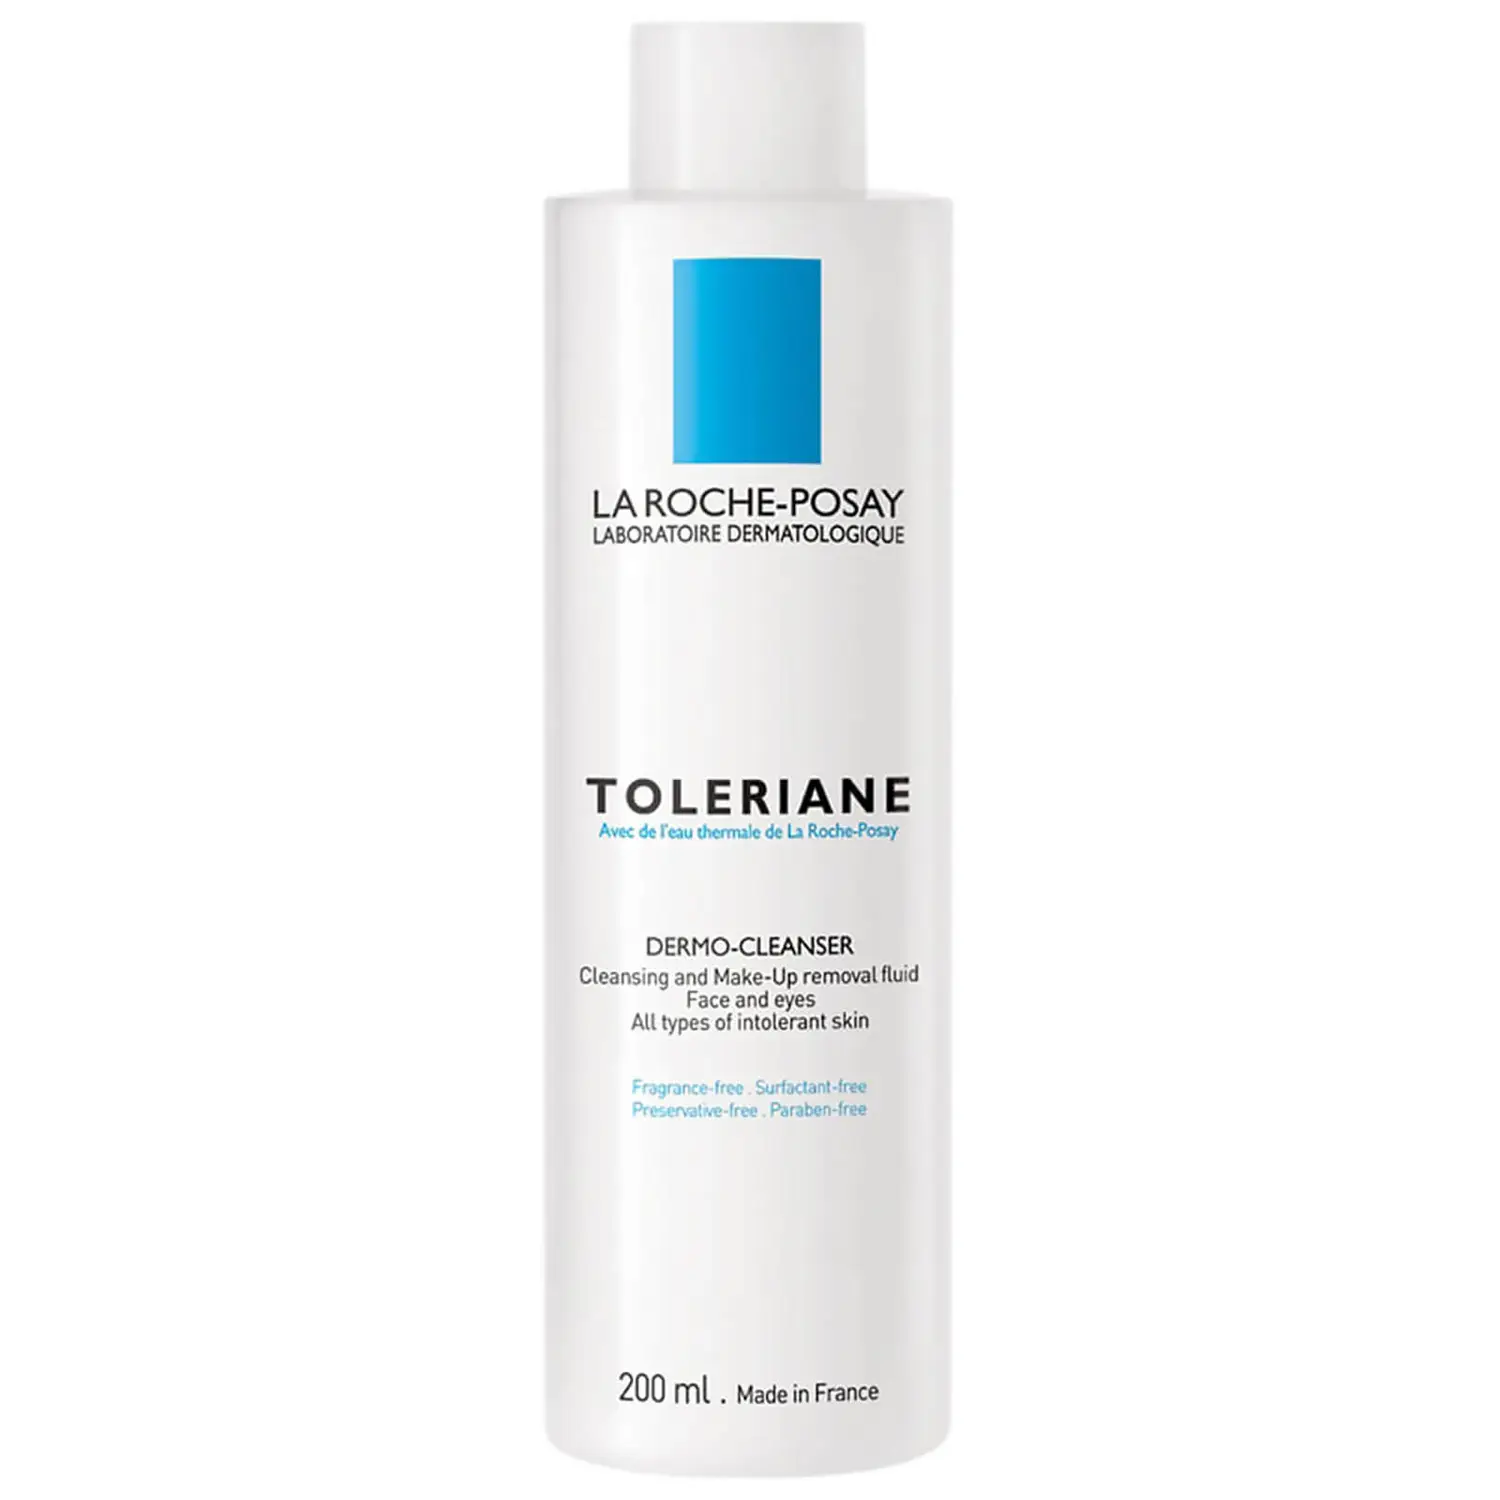 LA ROCHE-POSAY
LABORATOIRE DERMATOLOGIQUE
TOLERIANE
Avec de l'eau thermale de La Roche-Posay
DERMO-CLEANSER
Cleansing and Make-Up removal fluid
Face and eyes
All types of intolerant skin
Fragrance-free . Surfactant-free
Preservative-free . Paraben-free
200 ml . Made in France